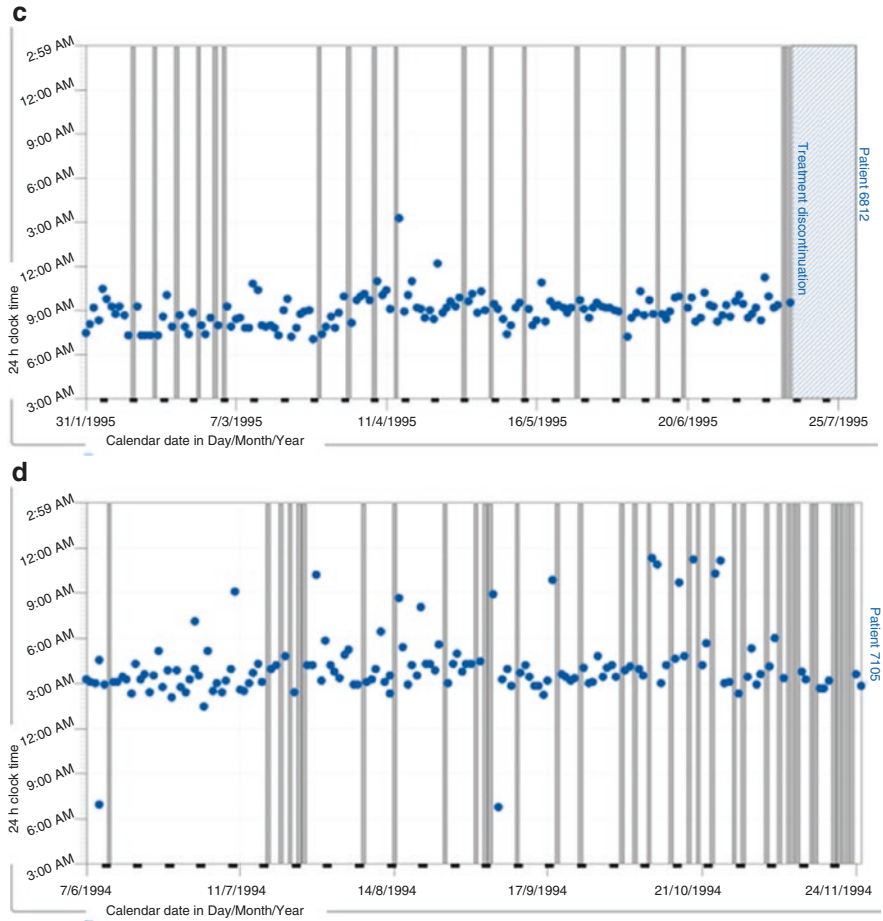 c
2:59 AM
12:00 AM
9:00 AM
6:00 AM
3:00 AM
12:00 AM
9:00 AM
6:00 AM
3:00 AM
24 h clock time
Treatment discontinuation
Patient 6812
31/1/1995 7/3/1995 11/4/1995 16/5/1995 20/6/1995 25/7/1995
Calendar date in Day/Month/Year
d
2:59 AM
12:00 AM
9:00 AM
6:00 AM
3:00 AM
12:00 AM
9:00 AM
6:00 AM
3:00 AM
24 h clock time
Patient 7105
7/6/1994 11/7/1994 14/8/1994 17/9/1994 21/10/1994 24/11/1994
Calendar date in Day/Month/Year